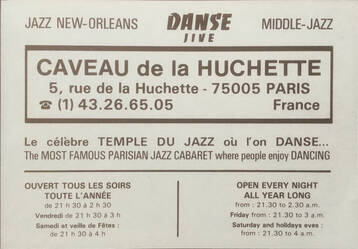 JAZZ NEW-ORLEANS DANSE MIDDLE-JAZZ
JIVE
CAVEAU de la HUCHETTE
5, rue de la Huchette - 75005 PARIS
☎ (1) 43.26.65.05 France
Le célèbre TEMPLE DU JAZZ où l'on DANSE...
The MOST FAMOUS PARISIAN JAZZ CABARET where people enjoy DANCING
OUVERT TOUS LES SOIRS
TOUTE L'ANNÉE
de 21 h 30 à 2 h 30
Vendredi de 21 h 30 à 3 h
Samedi et veille de Fêtes :
de 21 h 30 à 4 h
OPEN EVERY NIGHT
ALL YEAR LONG
from : 21.30 to 2.30 a.m.
Friday from : 21.30 to 3 a.m.
Saturday and holidays eves :
from : 21.30 to 4 a.m.